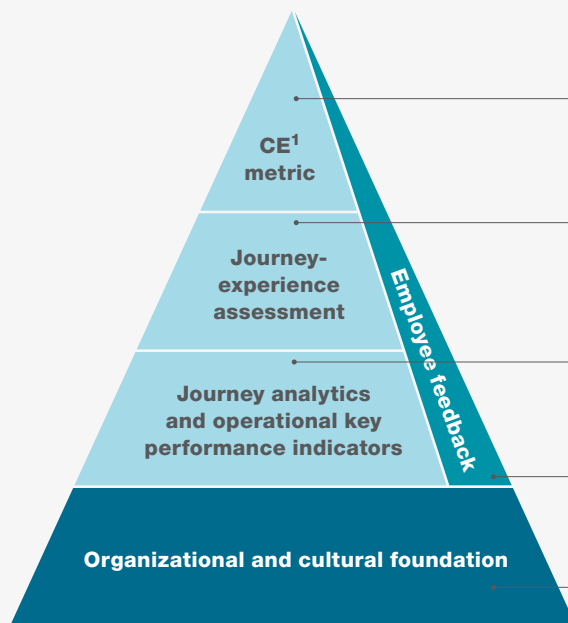 CE¹
metric
Journey-
experience
assessment
Employee feedback
Journey analytics
and operational key
performance indicators
Organizational and cultural foundation